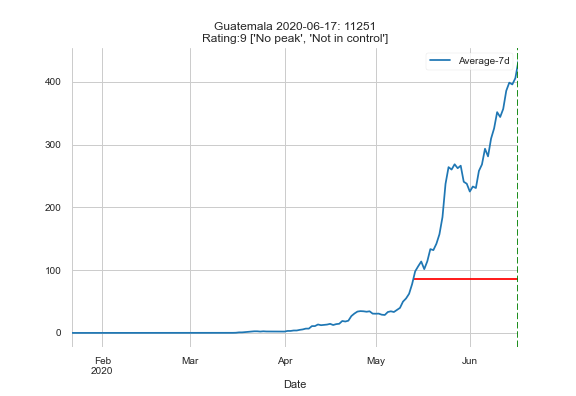 Guatemala 2020-06-17: 11251
Rating:9 ['No peak', 'Not in control']
Average-7d
400
300
200
100
0
Feb
2020
Mar
Apr
May
Jun
Date